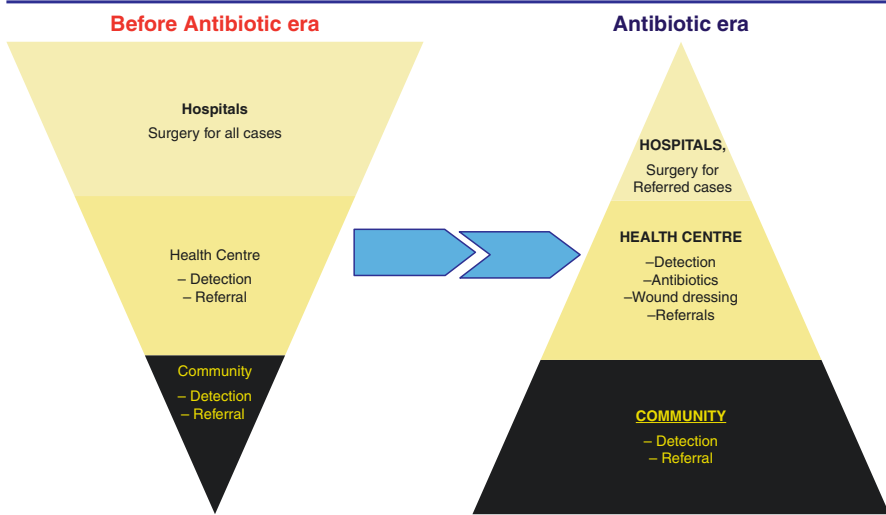 Before Antibiotic era
Hospitals
Surgery for all cases
Health Centre
– Detection
– Referral
Community
– Detection
– Referral
Antibiotic era
HOSPITALS,
Surgery for
Referred cases
HEALTH CENTRE
–Detection
–Antibiotics
–Wound dressing
–Referrals
COMMUNITY
– Detection
– Referral